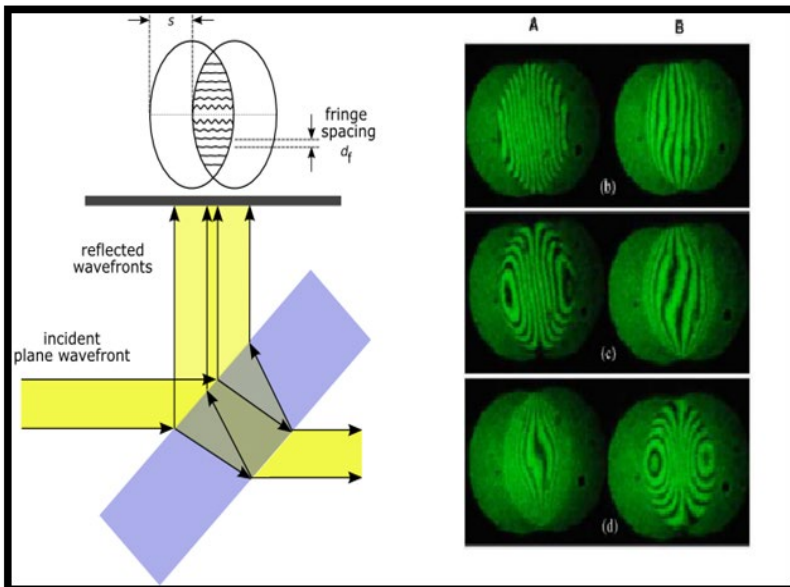 s
fringe
spacing
d_f
reflected
wavefronts
incident
plane wavefront
A B
(b)
(c)
(d)